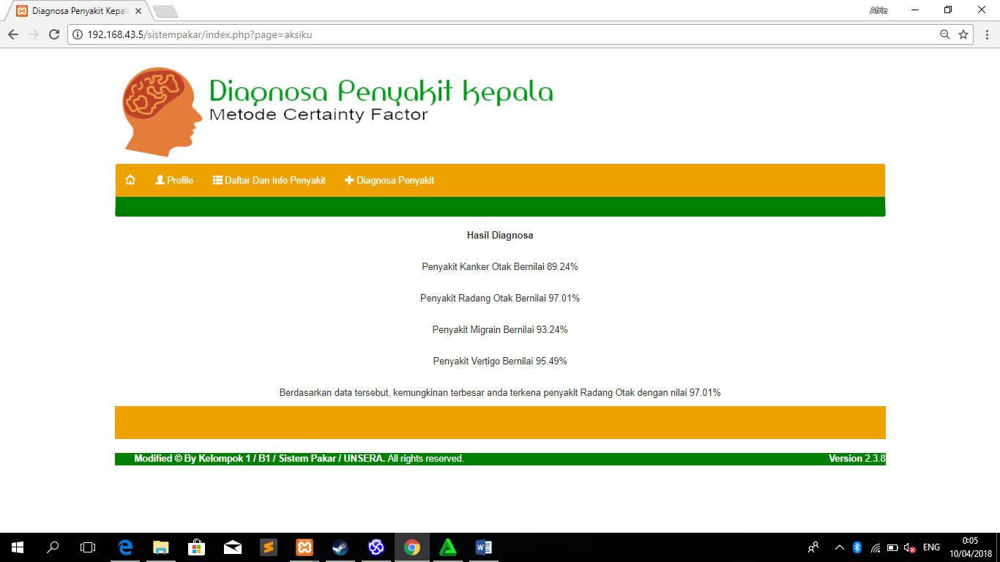 Diagnosa Penyakit Kepal
Afrie
192.168.43.5/sistempakar/index.php?page=aksiku
Diagnosa Penyakit Kepala
Metode Certainty Factor
Profile
Daftar Dan Info Penyakit
Diagnosa Penyakit
Hasil Diagnosa
Penyakit Kanker Otak Bernilai 89.24%
Penyakit Radang Otak Bernilai 97.01%
Penyakit Migrain Bernilai 93.24%
Penyakit Vertigo Bernilai 95.49%
Berdasarkan data tersebut, kemungkinan terbesar anda terkena penyakit Radang Otak dengan nilai 97.01%
Modified © By Kelompok 1 / B1 / Sistem Pakar / UNSERA. All rights reserved.
Version 2.3.8
ENG
0:05
10/04/2018